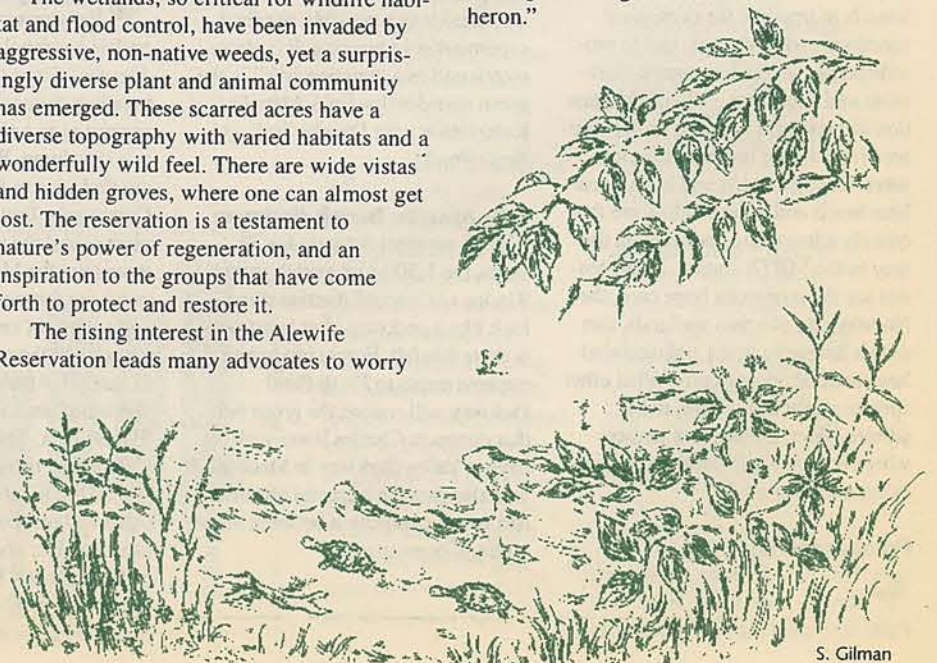 The wetlands, so critical for wildlife habi-
tat and flood control, have been invaded by
aggressive, non-native weeds, yet a surpris-
ingly diverse plant and animal community
has emerged. These scarred acres have a
diverse topography with varied habitats and a
wonderfully wild feel. There are wide vistas
and hidden groves, where one can almost get
lost. The reservation is a testament to
nature's power of regeneration, and an
inspiration to the groups that have come
forth to protect and restore it.
The rising interest in the Alewife
Reservation leads many advocates to worry
heron."
S. Gilman